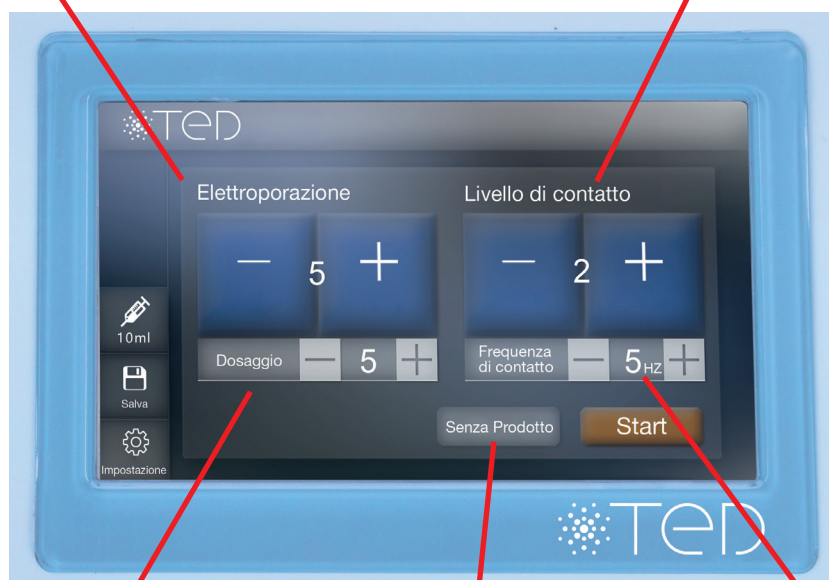 TED
Elettroporazione
Livello di contatto
− 5 +
− 2 +
10ml
Dosaggio − 5 +
Frequenza
di contatto − 5HZ +
Salva
Senza Prodotto
Start
Impostazione
TED